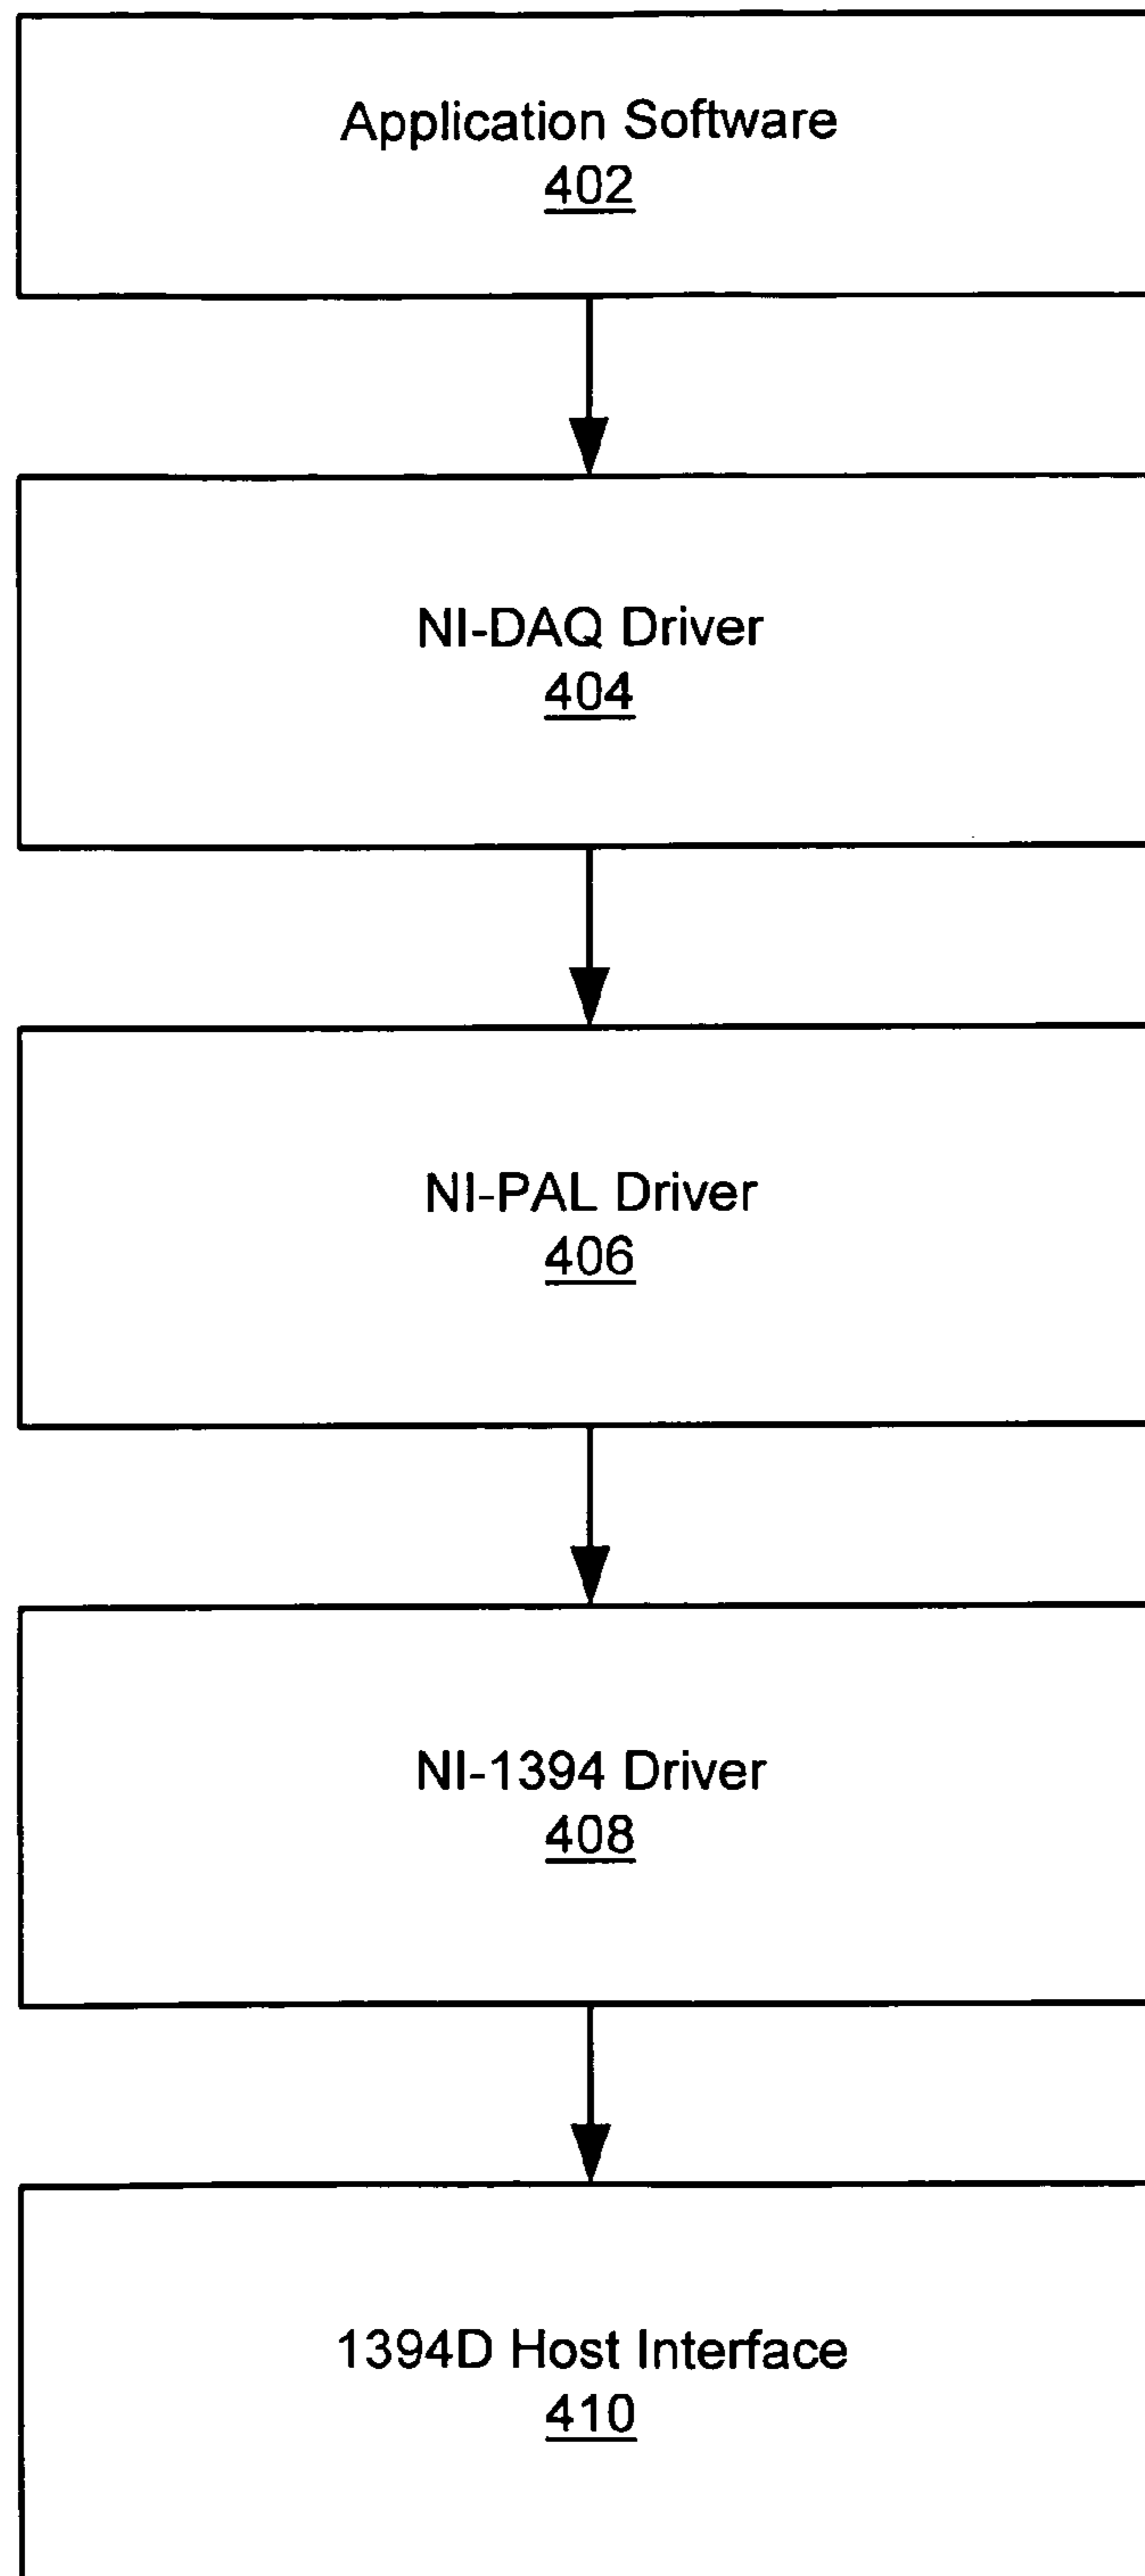 Application Software
402
NI-DAQ Driver
404
NI-PAL Driver
406
NI-1394 Driver
408
1394D Host Interface
410